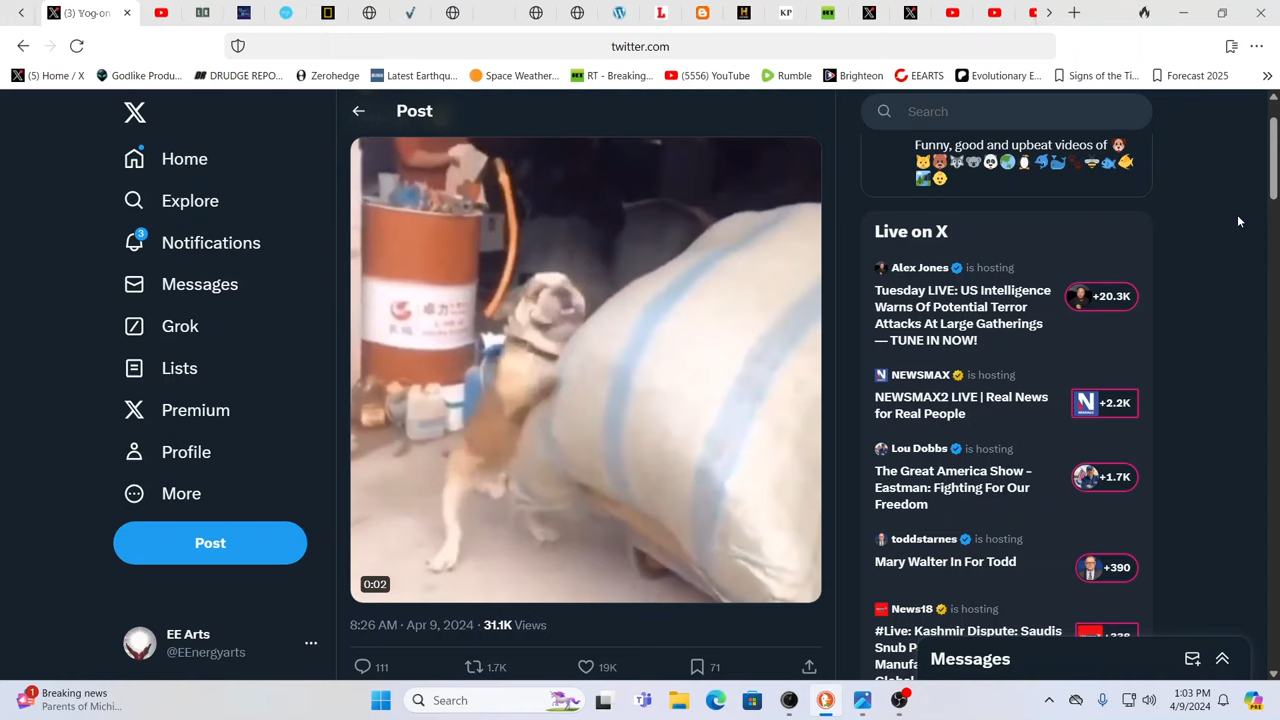 (3) Yog-on
twitter.com
(5) Home / X
Godlike Produ...
DRUDGE REPO...
Zerohedge
Latest Earthqu...
Space Weather...
RT - Breaking...
(5556) YouTube
Rumble
Brighteon
EEARTS
Evolutionary E...
Signs of the Ti...
Forecast 2025
Home
Explore
3
Notifications
Messages
Grok
Lists
Premium
Profile
More
Post
EE Arts
@EEnergyarts
Post
0:02
8:26 AM · Apr 9, 2024 · 31.1K Views
111
1.7K
19K
71
Search
Funny, good and upbeat videos of
Live on X
Alex Jones is hosting
Tuesday LIVE: US Intelligence
Warns Of Potential Terror
Attacks At Large Gatherings
— TUNE IN NOW!
+20.3K
NEWSMAX is hosting
NEWSMAX2 LIVE | Real News
for Real People
+2.2K
Lou Dobbs is hosting
The Great America Show -
Eastman: Fighting For Our
Freedom
+1.7K
toddstarnes is hosting
Mary Walter In For Todd
+390
News18 is hosting
#Live: Kashmir Dispute: Saudis
Snub P
Manufa
Messages
1
Breaking news
Parents of Michi...
Search
1:03 PM
4/9/2024